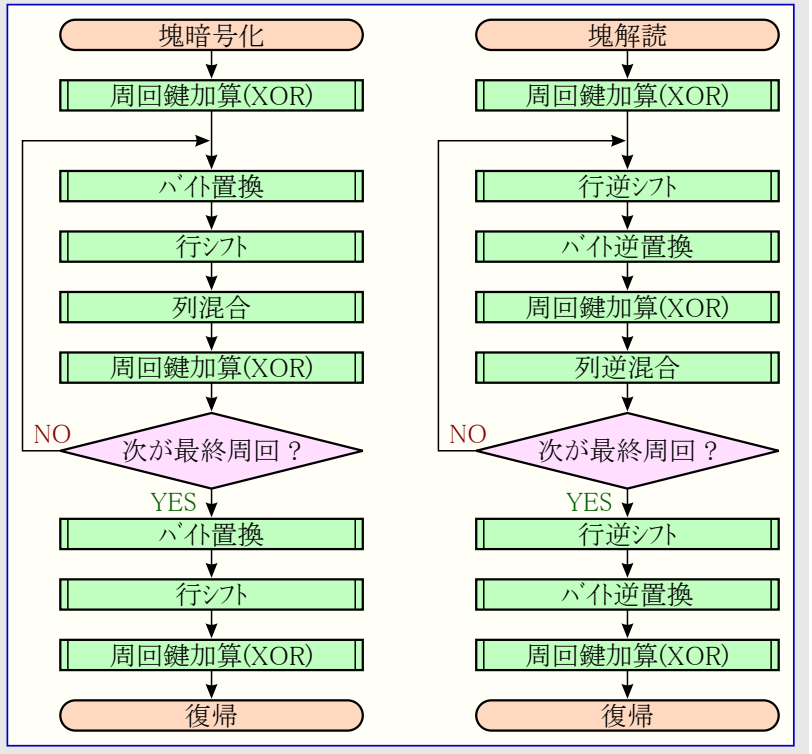 塊暗号化
周回鍵加算(XOR)
バイト置換
行シフト
列混合
周回鍵加算(XOR)
NO
次が最終周回？
YES
バイト置換
行シフト
周回鍵加算(XOR)
復帰
塊解読
周回鍵加算(XOR)
行逆シフト
バイト逆置換
周回鍵加算(XOR)
列逆混合
NO
次が最終周回？
YES
行逆シフト
バイト逆置換
周回鍵加算(XOR)
復帰